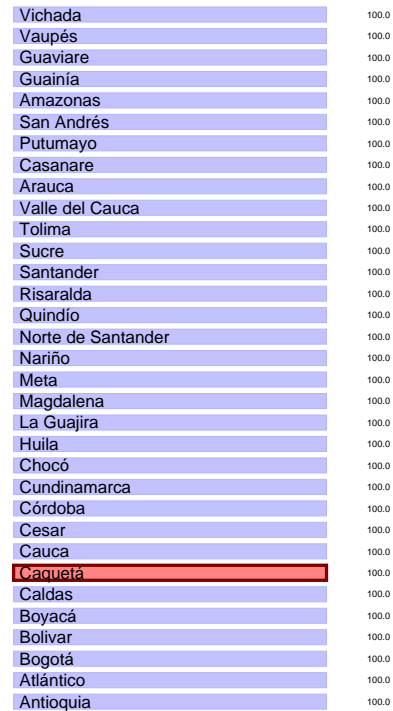 Vichada 100.0
Vaupés 100.0
Guaviare 100.0
Guainía 100.0
Amazonas 100.0
San Andrés 100.0
Putumayo 100.0
Casanare 100.0
Arauca 100.0
Valle del Cauca 100.0
Tolima 100.0
Sucre 100.0
Santander 100.0
Risaralda 100.0
Quindío 100.0
Norte de Santander 100.0
Nariño 100.0
Meta 100.0
Magdalena 100.0
La Guajira 100.0
Huila 100.0
Chocó 100.0
Cundinamarca 100.0
Córdoba 100.0
Cesar 100.0
Cauca 100.0
Caquetá 100.0
Caldas 100.0
Boyacá 100.0
Bolivar 100.0
Bogotá 100.0
Atlántico 100.0
Antioquia 100.0